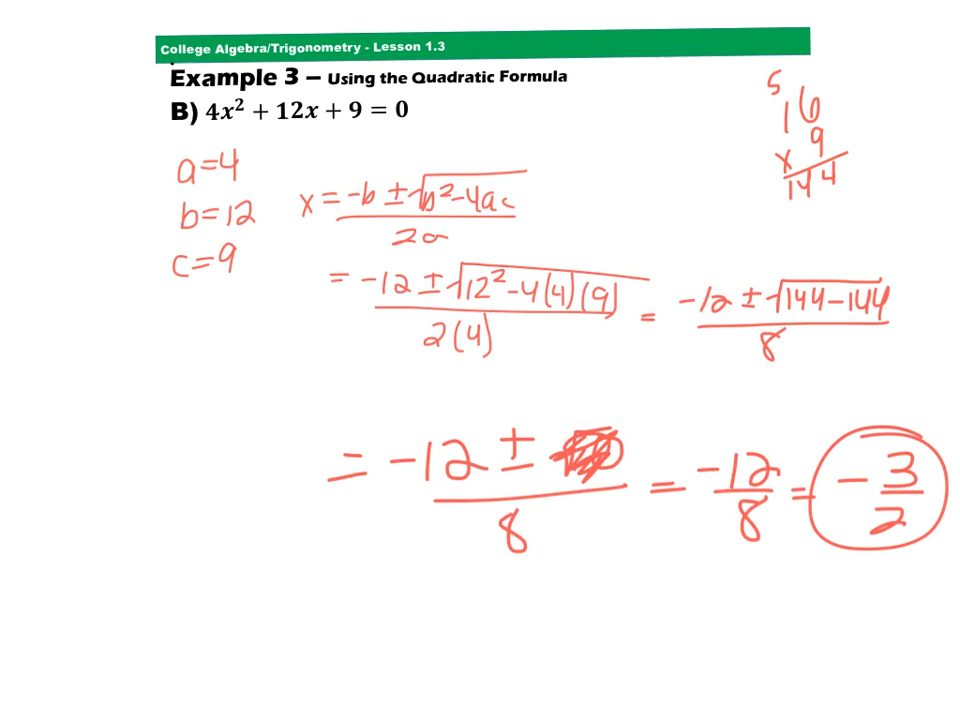 College Algebra/Trigonometry - Lesson 1.3
Example 3 – Using the Quadratic Formula
B) 4x² + 12x + 9 = 0
5
16
x 9
144
a=4
b=12
c=9
x = -b ± √b²-4ac / 2a
= -12 ± √12²-4(4)(9) / 2(4) = -12 ± √144-144 / 8
= -12 ± / 8 = -12/8 = -3/2